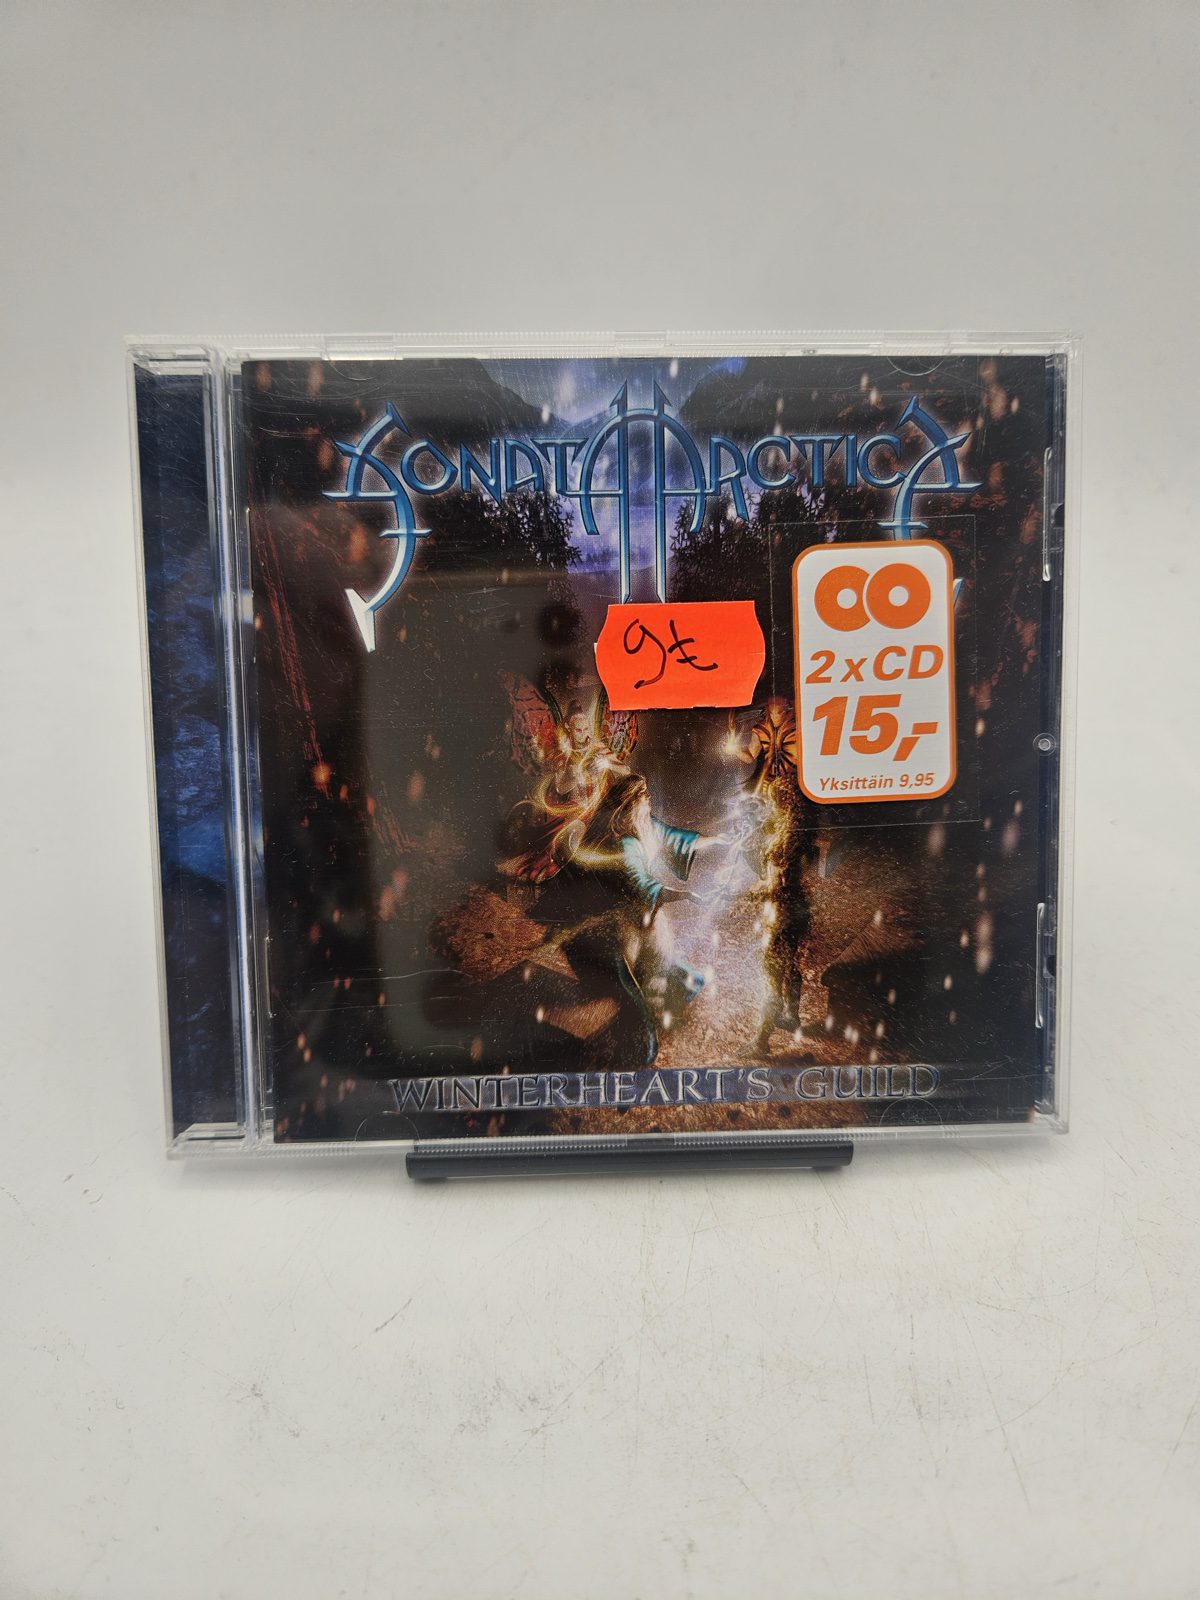 SONATA ARCTICA
9€
2 x CD
15,-
Yksittäin 9,95
WINTERHEART'S GUILD